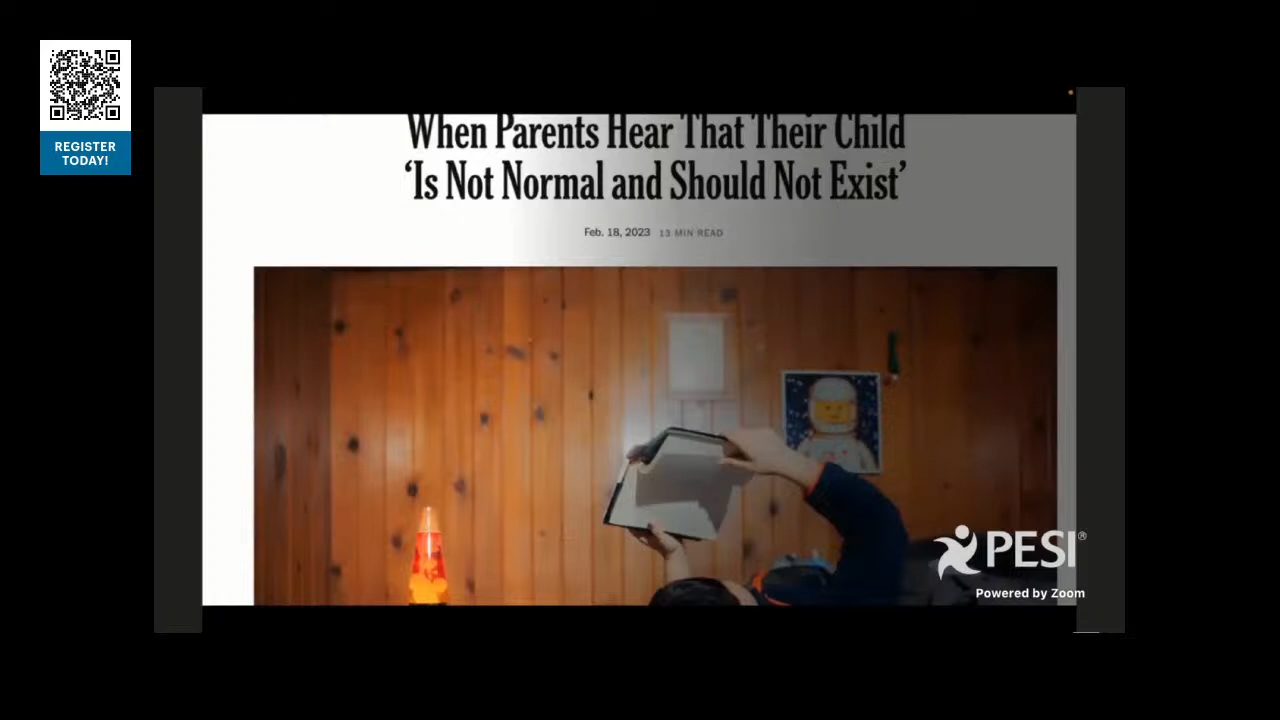 REGISTER
TODAY!
When Parents Hear That Their Child
‘Is Not Normal and Should Not Exist’
Feb. 18, 2023 13 MIN READ
PESI®
Powered by Zoom